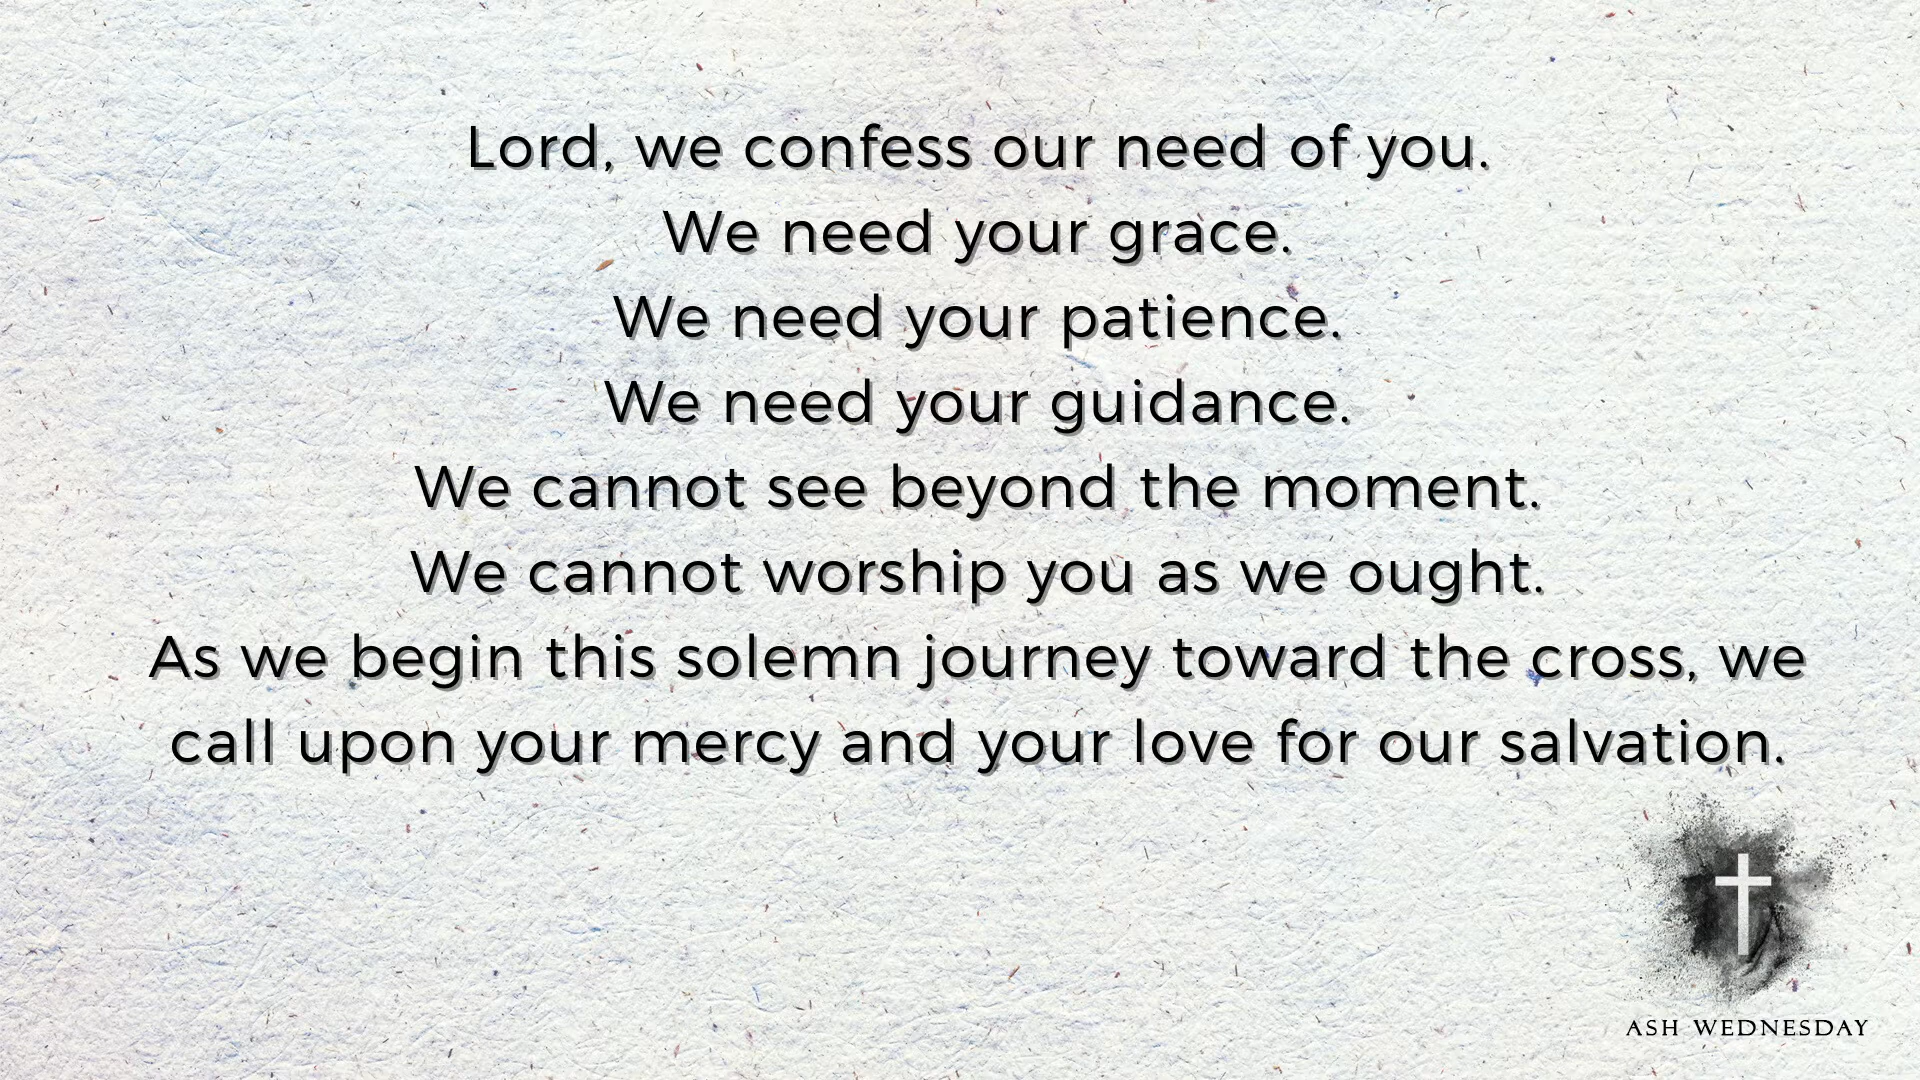 Lord, we confess our need of you.
We need your grace.
We need your patience.
We need your guidance.
We cannot see beyond the moment.
We cannot worship you as we ought.
As we begin this solemn journey toward the cross, we
call upon your mercy and your love for our salvation.
ASH WEDNESDAY